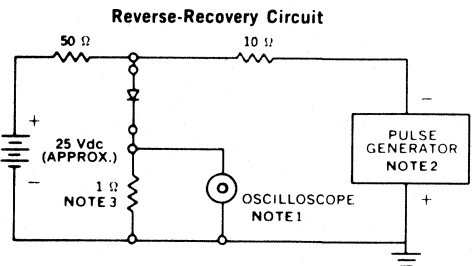 Reverse-Recovery Circuit
50 Ω
10 Ω
+
25 Vdc
(APPROX.)
−
1 Ω
NOTE 3
OSCILLOSCOPE
NOTE 1
−
PULSE
GENERATOR
NOTE 2
+